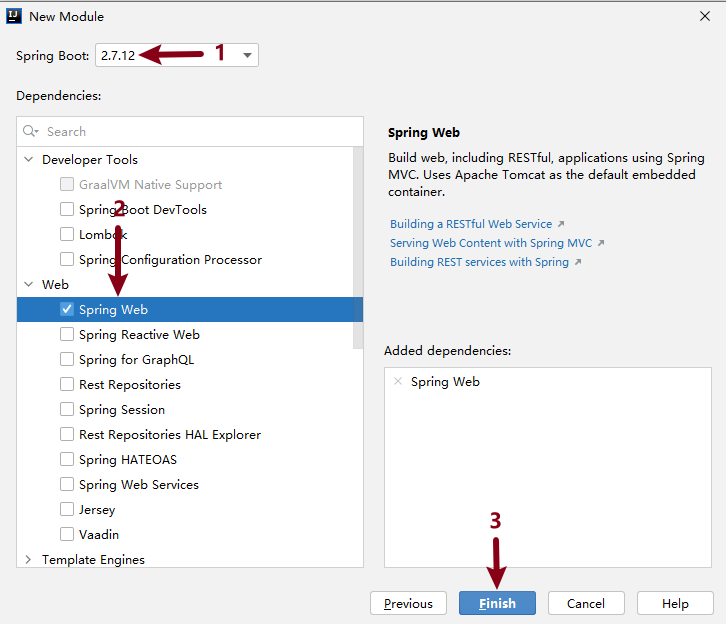 New Module
Spring Boot: 2.7.12 1
Dependencies:
Search
Developer Tools
GraalVM Native Support
Spring Boot DevTools
2
Lombok
Spring Configuration Processor
Web
Spring Web
Spring Reactive Web
Spring for GraphQL
Rest Repositories
Spring Session
Rest Repositories HAL Explorer
Spring HATEOAS
Spring Web Services
Jersey
Vaadin
Template Engines
Spring Web
Build web, including RESTful, applications using Spring
MVC. Uses Apache Tomcat as the default embedded
container.
Building a RESTful Web Service
Serving Web Content with Spring MVC
Building REST services with Spring
Added dependencies:
Spring Web
3
Previous Finish Cancel Help